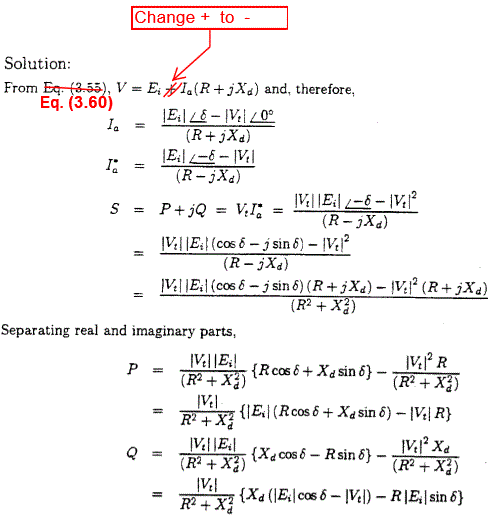 Change + to -
Solution:
From Eq. (3.55), V = E_i + I_a(R + jX_d) and, therefore,
Eq. (3.60)
I_a = (|E_i| ∠δ − |V_t| ∠0°) / (R + jX_d)
I_a^* = (|E_i| ∠−δ − |V_t|) / (R − jX_d)
S = P + jQ = V_t I_a^* = (|V_t| |E_i| ∠−δ − |V_t|^2) / (R − jX_d)
= (|V_t| |E_i| (cos δ − j sin δ) − |V_t|^2) / (R − jX_d)
= (|V_t| |E_i| (cos δ − j sin δ) (R + jX_d) − |V_t|^2 (R + jX_d)) / (R^2 + X_d^2)
Separating real and imaginary parts,
P = (|V_t| |E_i|) / (R^2 + X_d^2) {R cos δ + X_d sin δ} − (|V_t|^2 R) / (R^2 + X_d^2)
= |V_t| / (R^2 + X_d^2) {|E_i| (R cos δ + X_d sin δ) − |V_t| R}
Q = (|V_t| |E_i|) / (R^2 + X_d^2) {X_d cos δ − R sin δ} − (|V_t|^2 X_d) / (R^2 + X_d^2)
= |V_t| / (R^2 + X_d^2) {X_d (|E_i| cos δ − |V_t|) − R |E_i| sin δ}